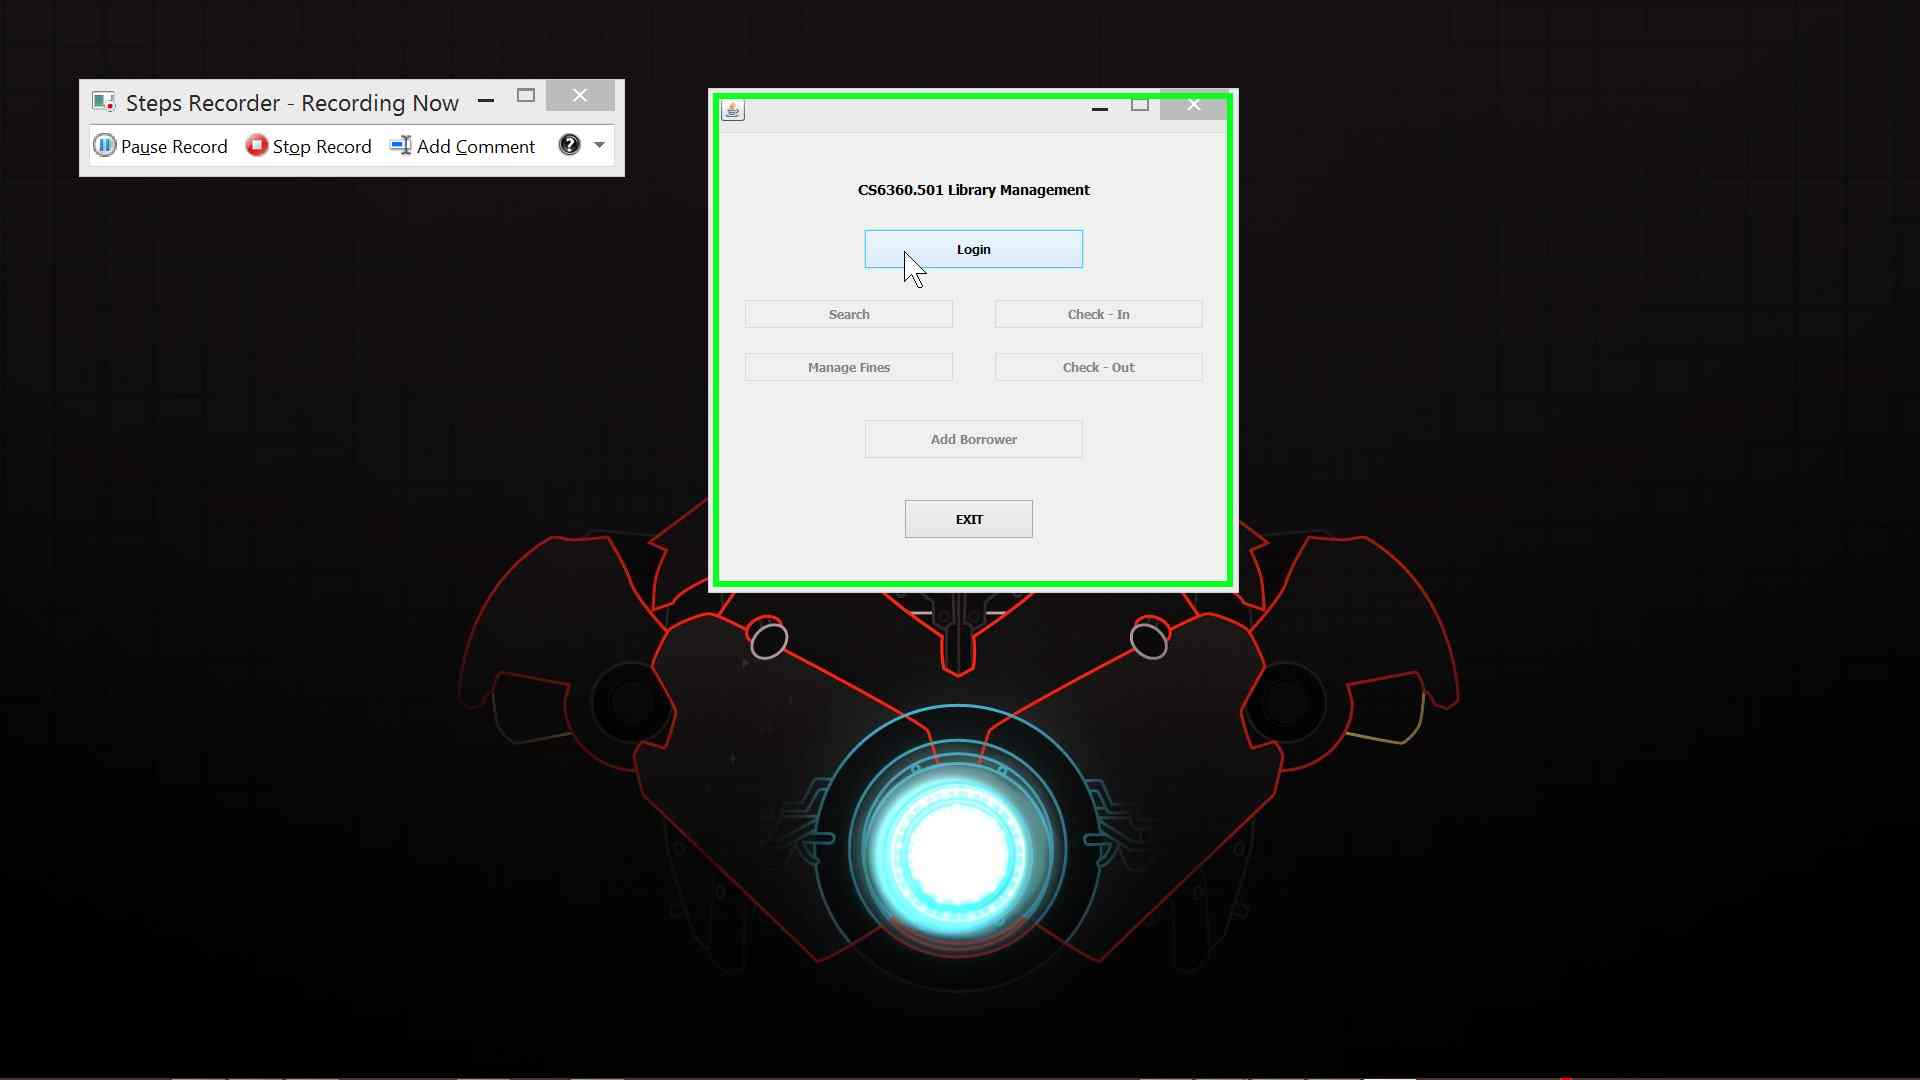 Steps Recorder - Recording Now
Pause Record Stop Record Add Comment
CS6360.501 Library Management
Login
Search Check - In
Manage Fines Check - Out
Add Borrower
EXIT